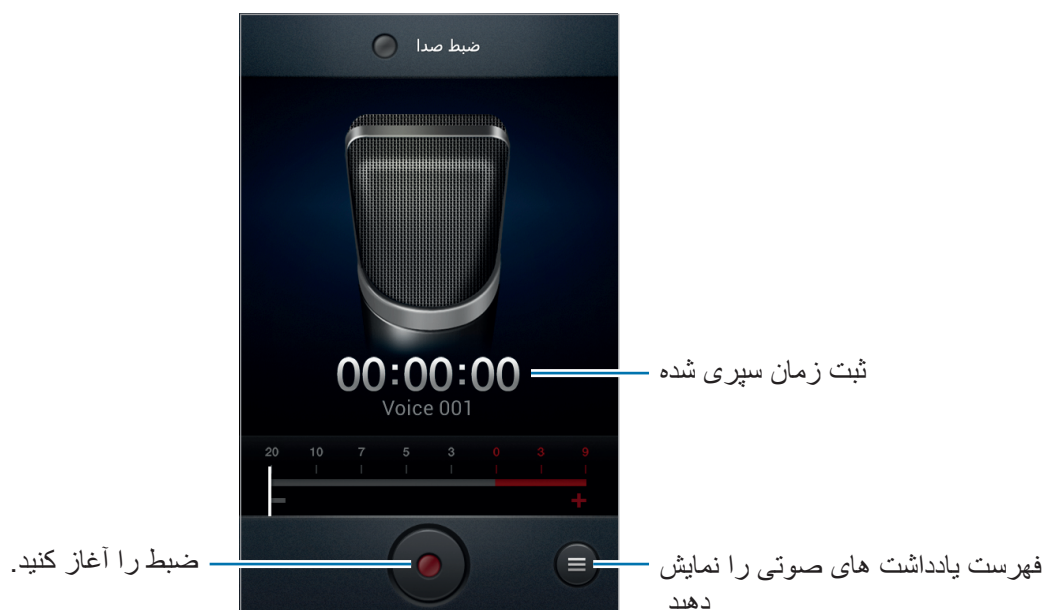 ضبط صدا
00:00:00
ثبت زمان سپری شده
Voice 001
20 10 7 5 3 0 3 9
ضبط را آغاز کنید.
فهرست یادداشت های صوتی را نمایش
دهید